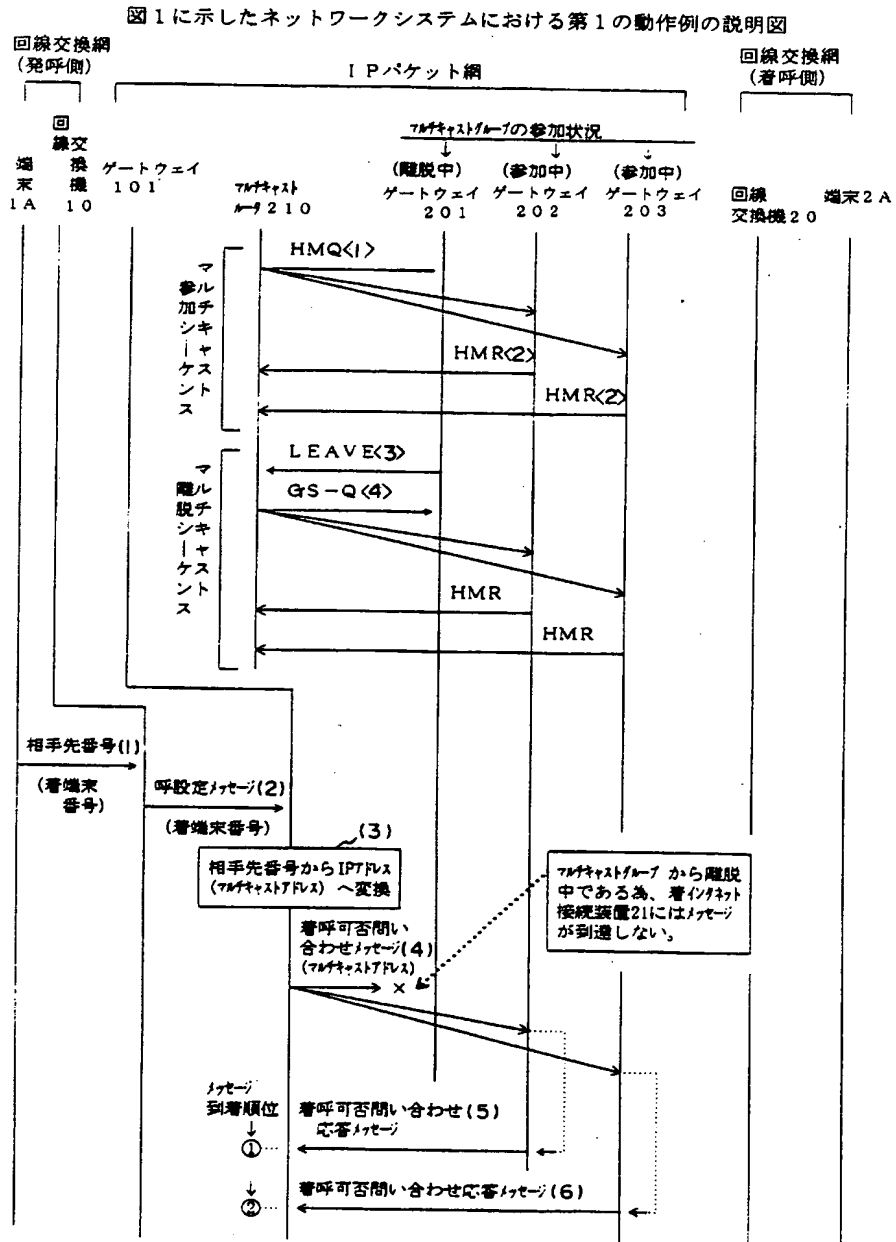 図1に示したネットワークシステムにおける第1の動作例の説明図
回線交換網
(発呼側)
IPパケット網
回線交換網
(着呼側)
マルチキャストグループの参加状況
(離脱中)
(参加中)
(参加中)
端末
1A
回線交換機
10
ゲートウェイ
101
マルチキャスト
ルータ210
ゲートウェイ
201
ゲートウェイ
202
ゲートウェイ
203
回線
交換機20
端末2A
マルチキャスト
参加シーケンス
HMQ<1>
HMR<2>
HMR<2>
マルチキャスト
離脱シーケンス
LEAVE<3>
GS-Q<4>
HMR
HMR
相手先番号(1)
(着端末
番号)
呼設定メッセージ(2)
(着端末番号)
(3)
相手先番号からIPアドレス
(マルチキャストアドレス) へ変換
マルチキャストグループ から離脱
中である為、着インタネット
接続装置21にはメッセージ
が到達しない。
着呼可否問い
合わせメッセージ(4)
(マルチキャストアドレス)
×
メッセージ
到着順位
着呼可否問い合わせ(5)
応答メッセージ
①
着呼可否問い合わせ応答メッセージ(6)
②